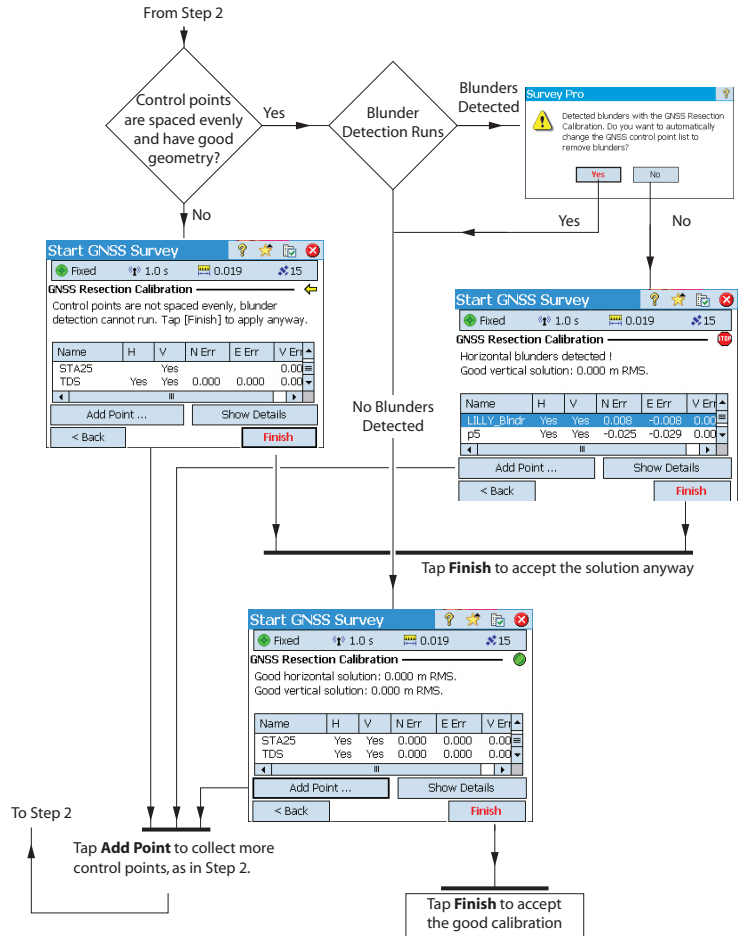 From Step 2
Control points
are spaced evenly
and have good
geometry?
Yes
Blunder
Detection Runs
Blunders
Detected
Survey Pro
?
Detected blunders with the GNSS Resection
Calibration. Do you want to automatically
change the GNSS control point list to
remove blunders?
Yes
No
Yes
No
No
Start GNSS Survey
?
Fixed 1.0 s 0.019 15
GNSS Resection Calibration
Control points are not spaced evenly, blunder
detection cannot run. Tap [Finish] to apply anyway.
Name H V N Err E Err V Err
STA25 Yes 0.00
TDS Yes Yes 0.000 0.000 0.00
Add Point ... Show Details
< Back Finish
Start GNSS Survey
?
Fixed 1.0 s 0.019 15
GNSS Resection Calibration
STOP
Horizontal blunders detected !
Good vertical solution: 0.000 m RMS.
Name H V N Err E Err V Err
LILLY_Blndr Yes Yes 0.008 -0.008 0.00
p5 Yes Yes -0.025 -0.029 0.00
Add Point ... Show Details
< Back Finish
No Blunders
Detected
Tap Finish to accept the solution anyway
Start GNSS Survey
?
Fixed 1.0 s 0.019 15
GNSS Resection Calibration
Good horizontal solution: 0.000 m RMS.
Good vertical solution: 0.000 m RMS.
Name H V N Err E Err V Err
STA25 Yes Yes 0.000 0.000 0.00
TDS Yes Yes 0.000 0.000 0.00
Add Point ... Show Details
< Back Finish
To Step 2
Tap Add Point to collect more
control points, as in Step 2.
Tap Finish to accept
the good calibration